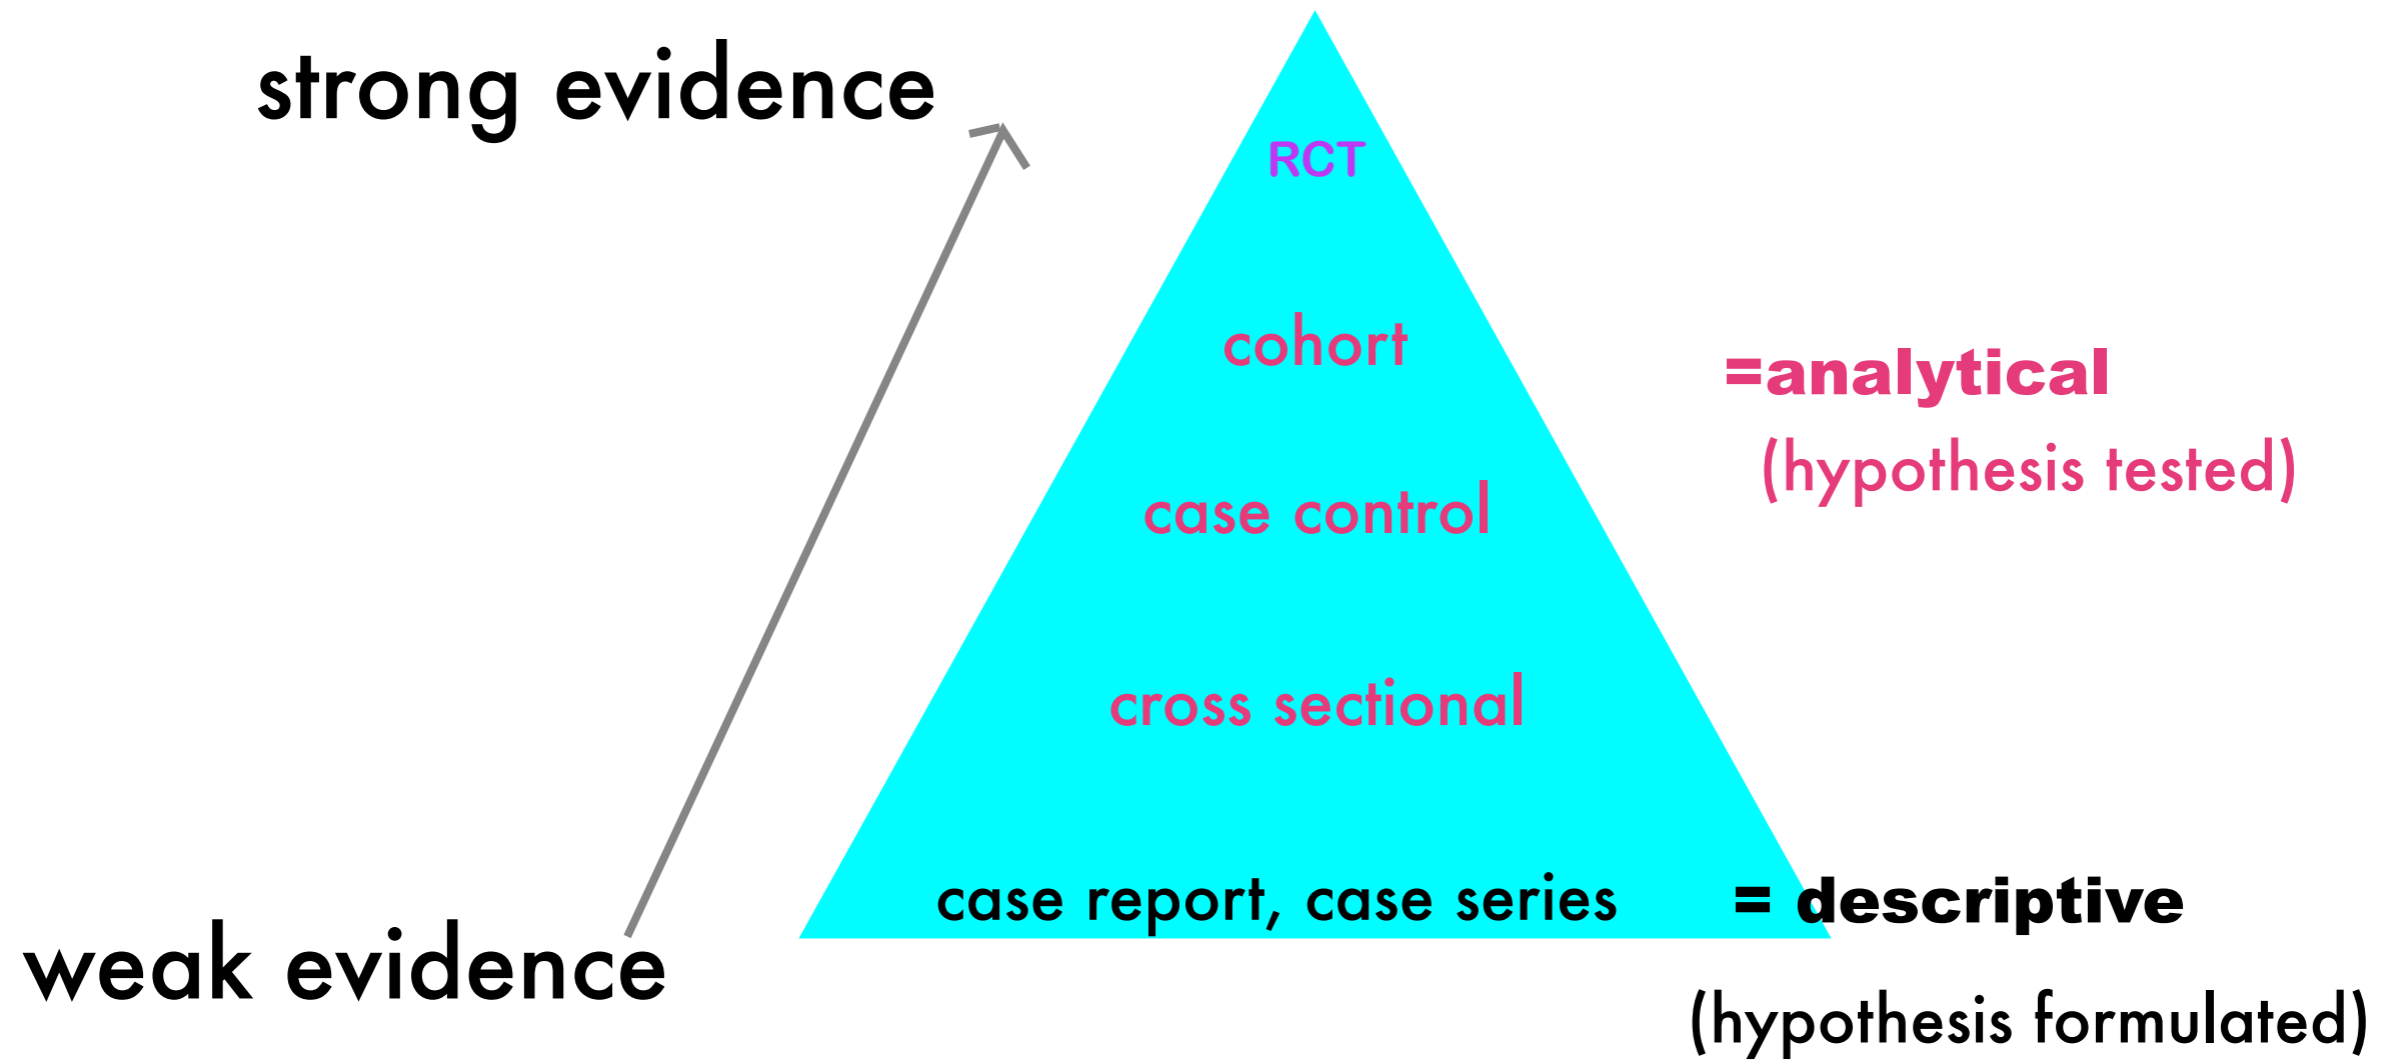 strong evidence
RCT
cohort
=analytical
(hypothesis tested)
case control
cross sectional
case report, case series
= descriptive
weak evidence
(hypothesis formulated)